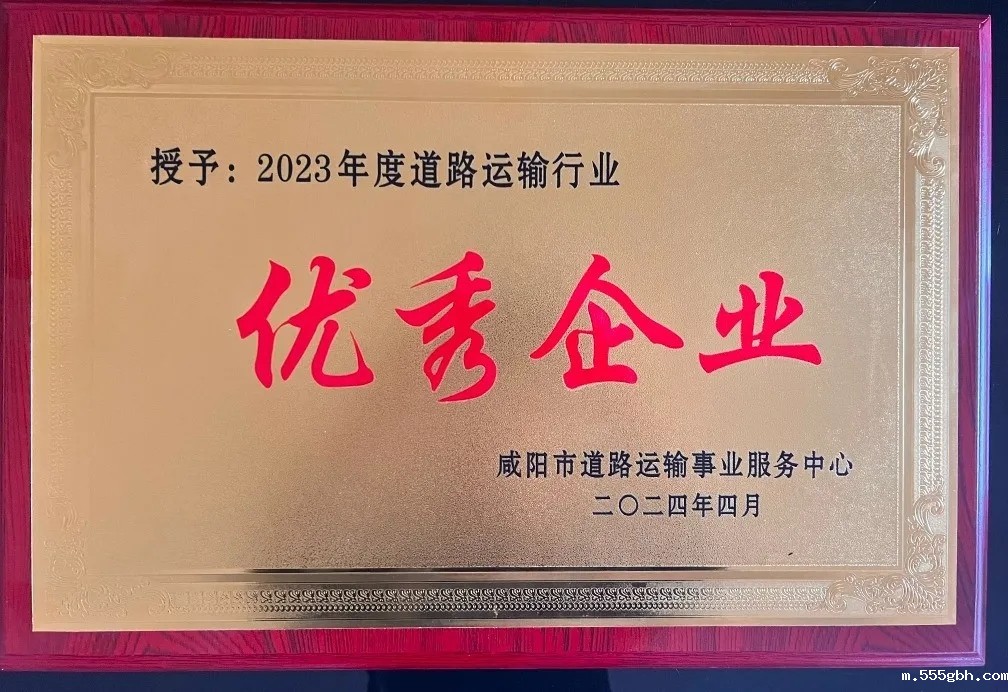 授予：2023年度道路运输行业
优秀企业
咸阳市道路运输事业服务中心
二〇二四年四月
m.555gbh.com